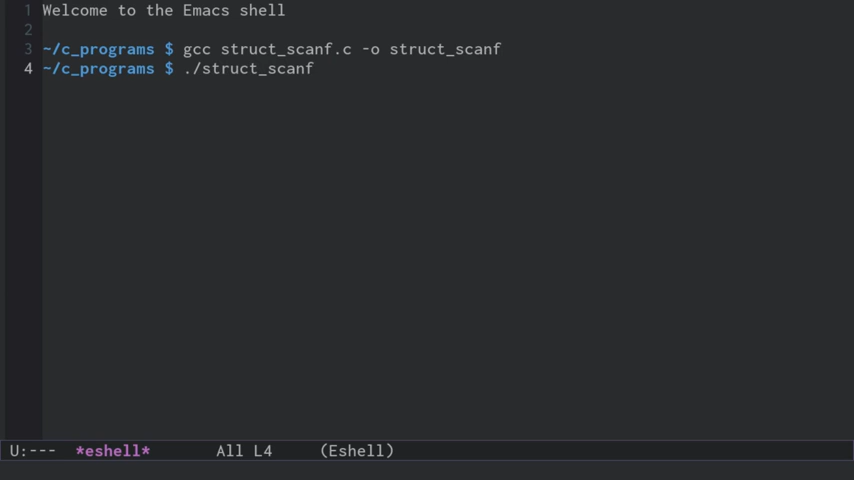 1 Welcome to the Emacs shell
2
3 ~/c_programs $ gcc struct_scanf.c -o struct_scanf
4 ~/c_programs $ ./struct_scanf
U:--- *eshell* All L4 (Eshell)